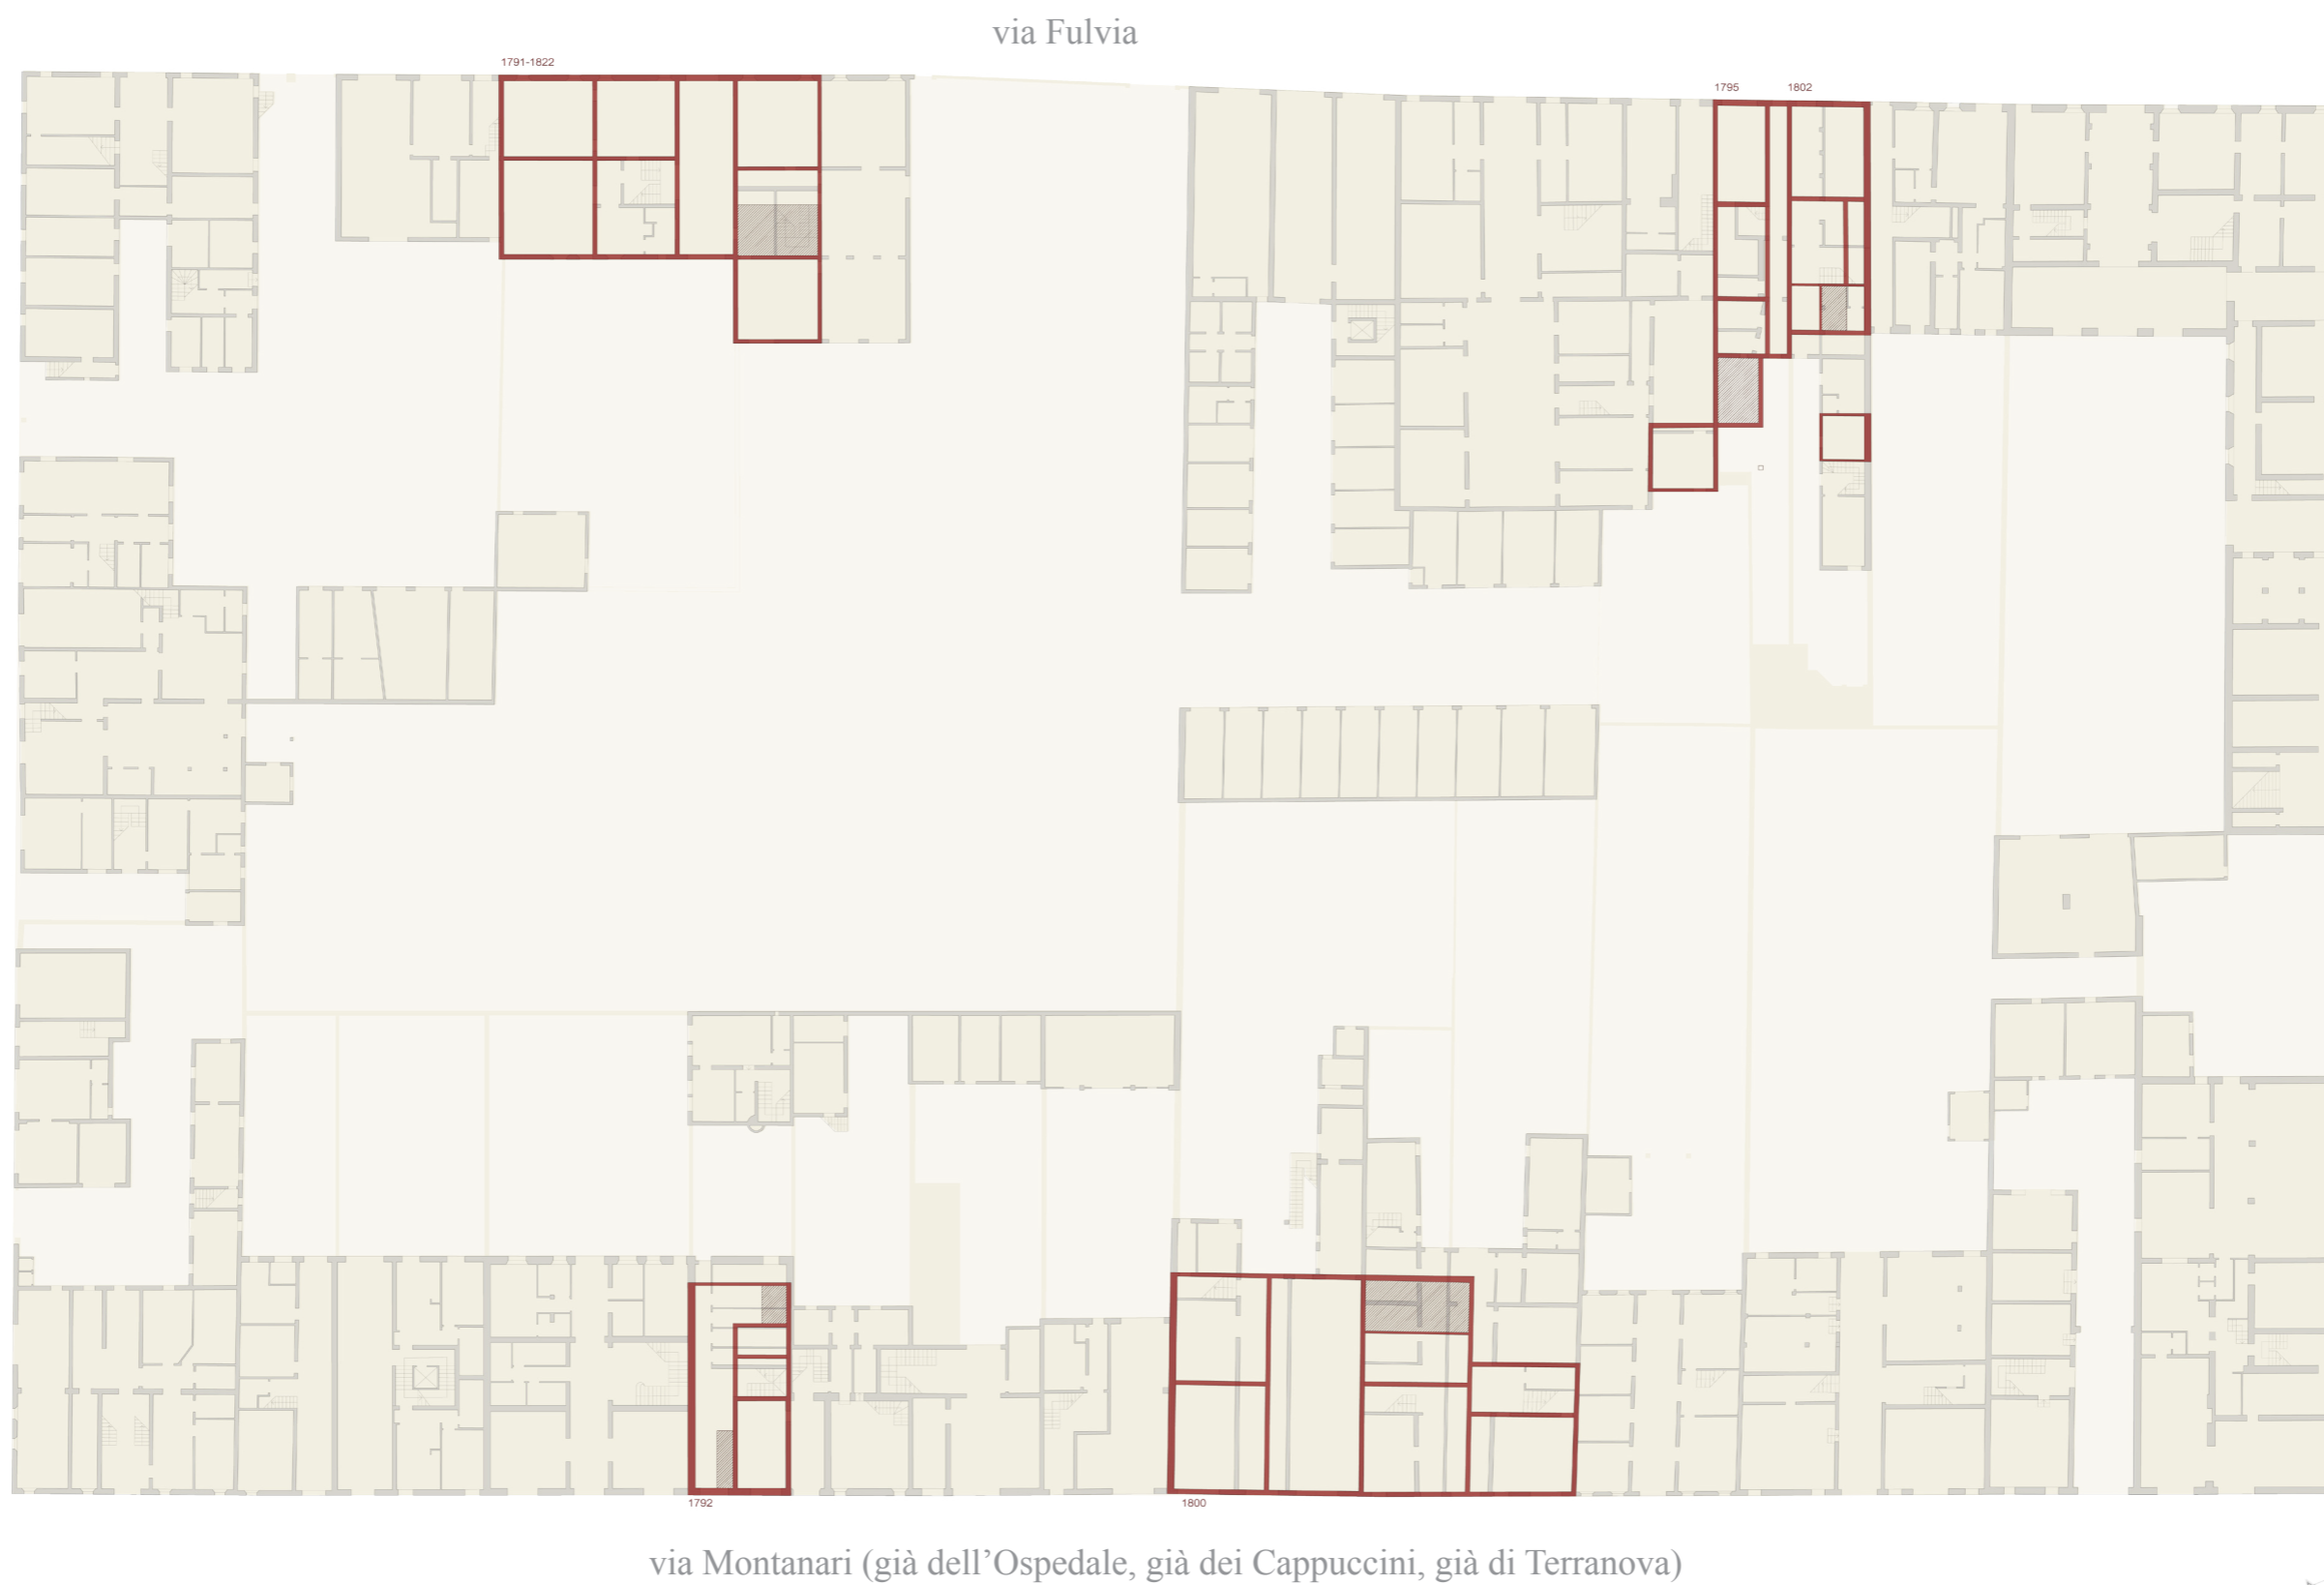 via Fulvia
1791-1822
1795
1802
1792
1800
via Montanari (già dell’Ospedale, già dei Cappuccini, già di Terranova)